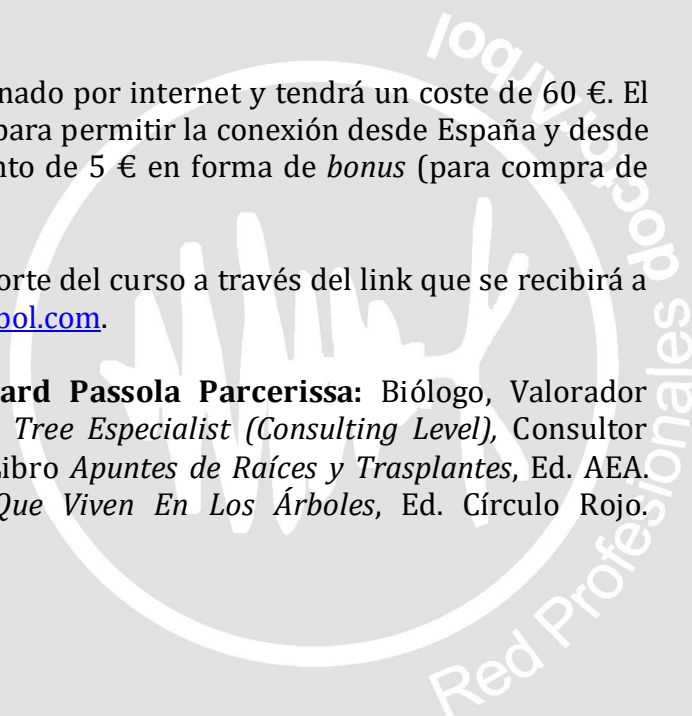 nado por internet y tendrá un coste de 60 €. El
para permitir la conexión desde España y desde
nto de 5 € en forma de bonus (para compra de
orte del curso a través del link que se recibirá a
bol.com.
ard Passola Parcerissa: Biólogo, Valorador
Tree Especialist (Consulting Level), Consultor
Libro Apuntes de Raíces y Trasplantes, Ed. AEA.
Que Viven En Los Árboles, Ed. Círculo Rojo.
Red Profesionales doctorArbol